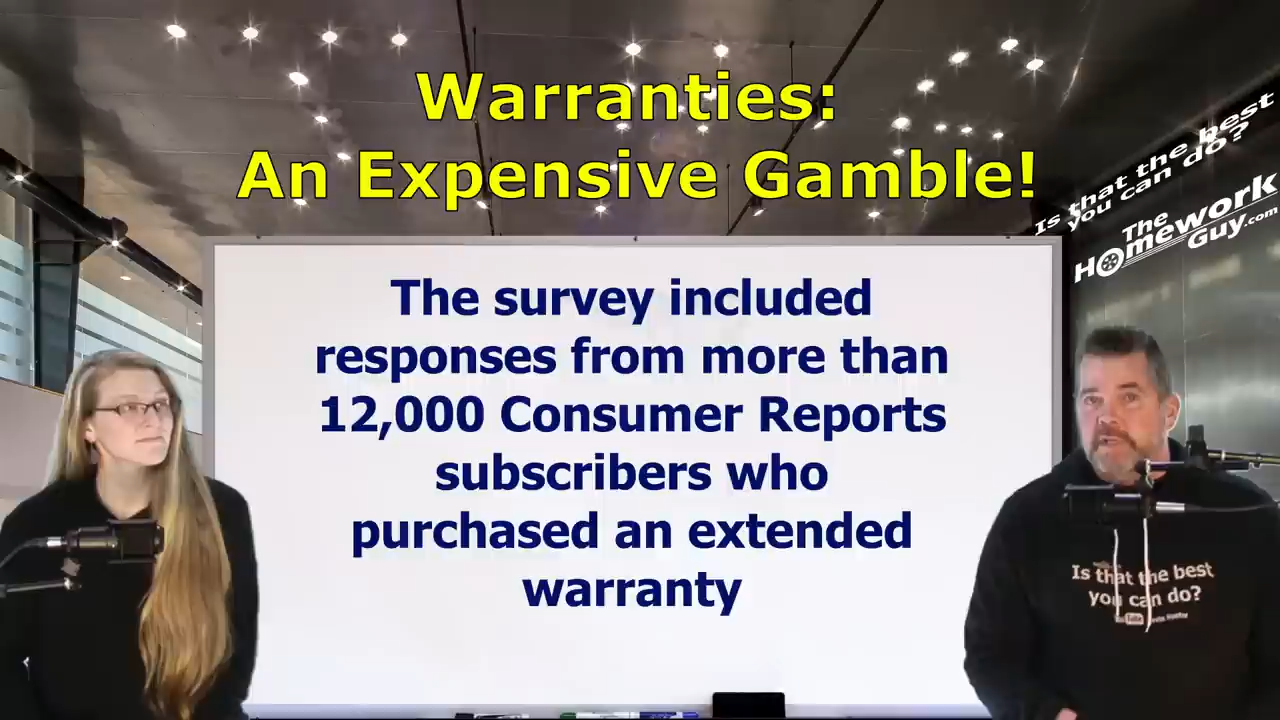 Warranties:
An Expensive Gamble!
Is that the best
you can do?
The
Homework
Guy.com
The survey included
responses from more than
12,000 Consumer Reports
subscribers who
purchased an extended
warranty
Is that the best
you can do?